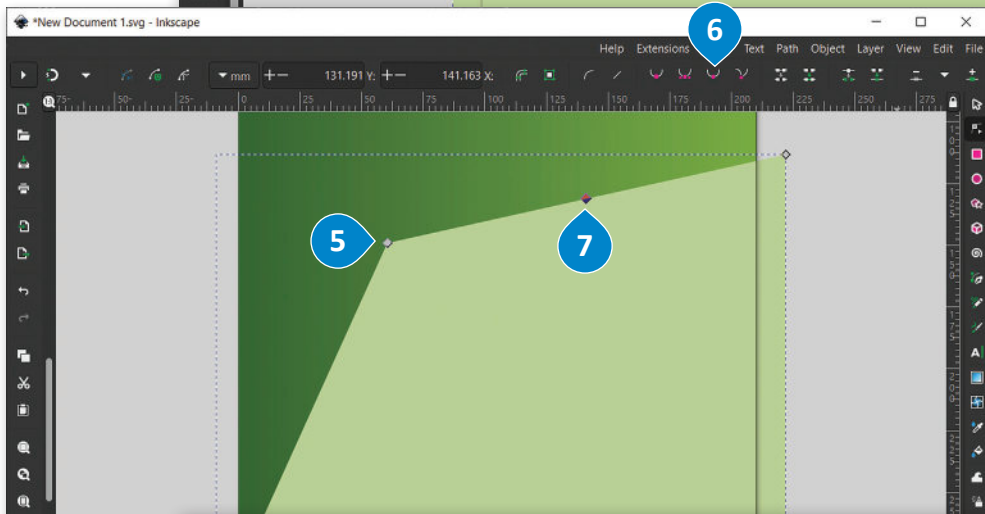 *New Document 1.svg - Inkscape
6
Help Extensions Text Path Object Layer View Edit File
mm 131.191 Y: 141.163 X:
75- 50- 25- 0 25 50 75 100 125 150 175 200 225 250 275
5
7
A